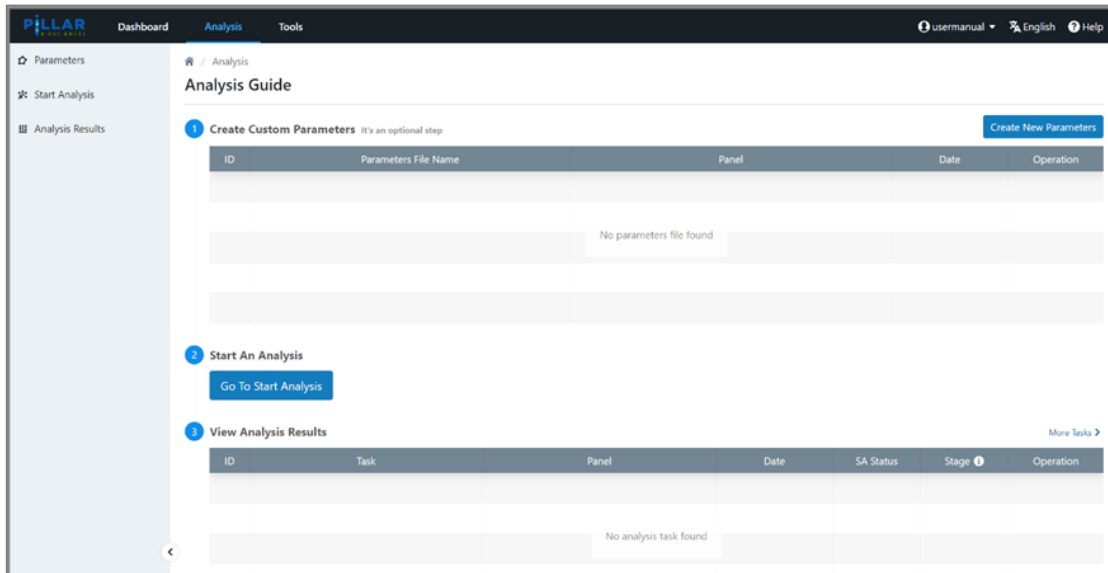 PiLLAR Dashboard Analysis Tools usermanual English Help
BIOSCIENCES
Parameters
Start Analysis
Analysis Results
/ Analysis
Analysis Guide
1 Create Custom Parameters It's an optional step Create New Parameters
ID Parameters File Name Panel Date Operation
No parameters file found
2 Start An Analysis
Go To Start Analysis
3 View Analysis Results More Tasks >
ID Task Panel Date SA Status Stage Operation
No analysis task found